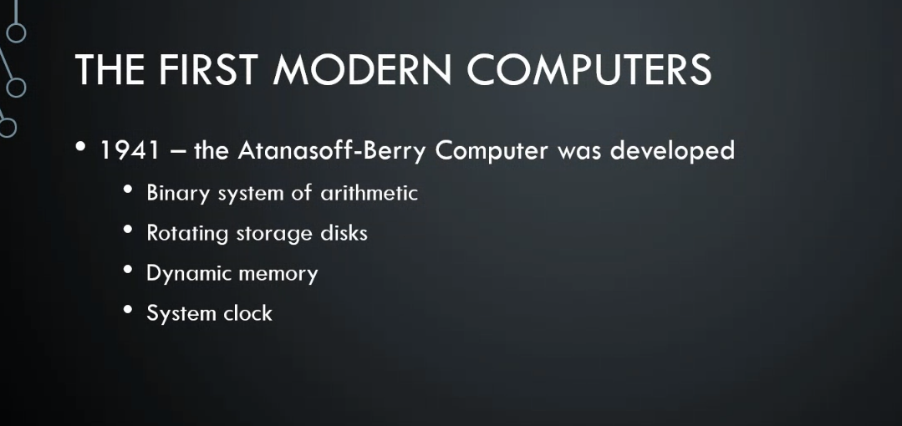 THE FIRST MODERN COMPUTERS
• 1941 – the Atanasoff-Berry Computer was developed
• Binary system of arithmetic
• Rotating storage disks
• Dynamic memory
• System clock